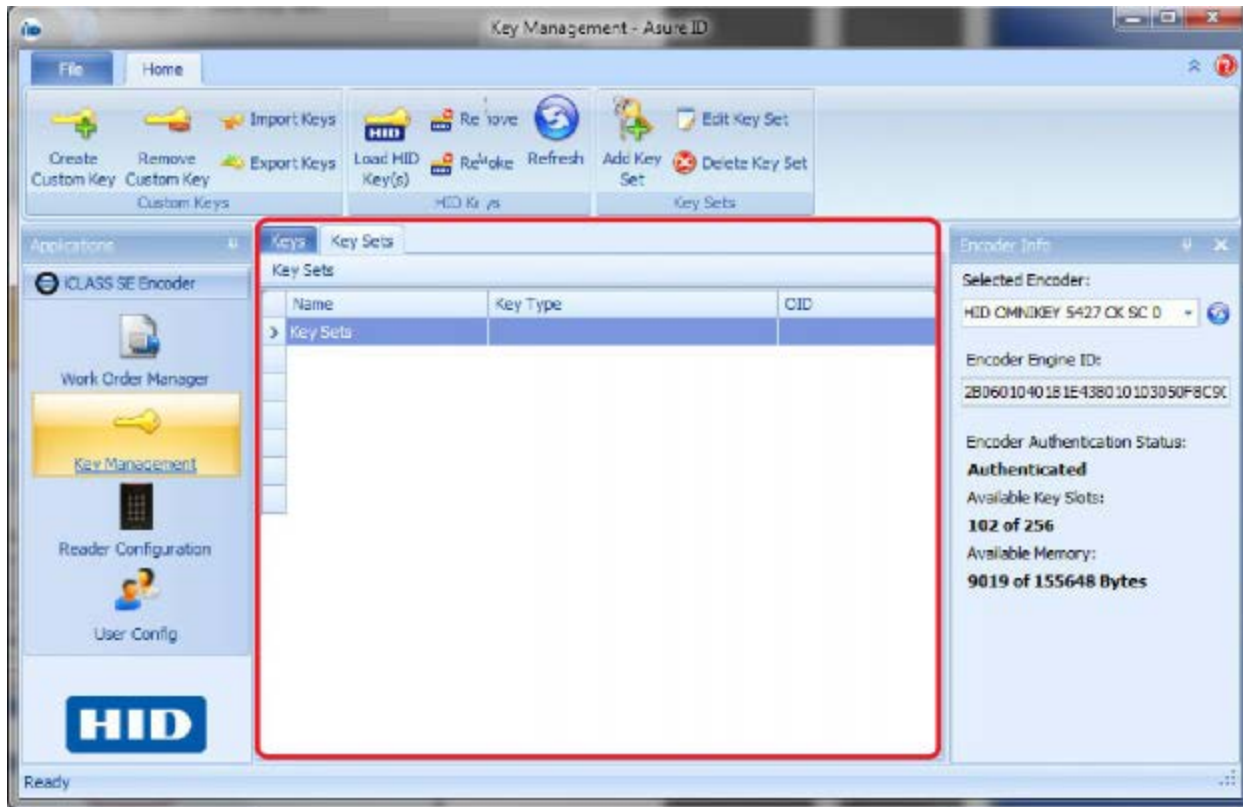 Key Management - Asure ID
File
Home
Create Custom Key
Remove Custom Key
Import Keys
Export Keys
Custom Keys
Load HID Key(s)
Remove
Revoke
Refresh
HID Keys
Add Key Set
Edit Key Set
Delete Key Set
Key Sets
Applications
iCLASS SE Encoder
Work Order Manager
Key Management
Reader Configuration
User Config
HID
Keys
Key Sets
Key Sets
Name
Key Type
OID
Key Sets
Encoder Info
Selected Encoder:
HID OMNIKEY 5427 CK SC 0
Encoder Engine ID:
Encoder Authentication Status:
Authenticated
Available Key Slots:
102 of 256
Available Memory:
9019 of 155648 Bytes
Ready